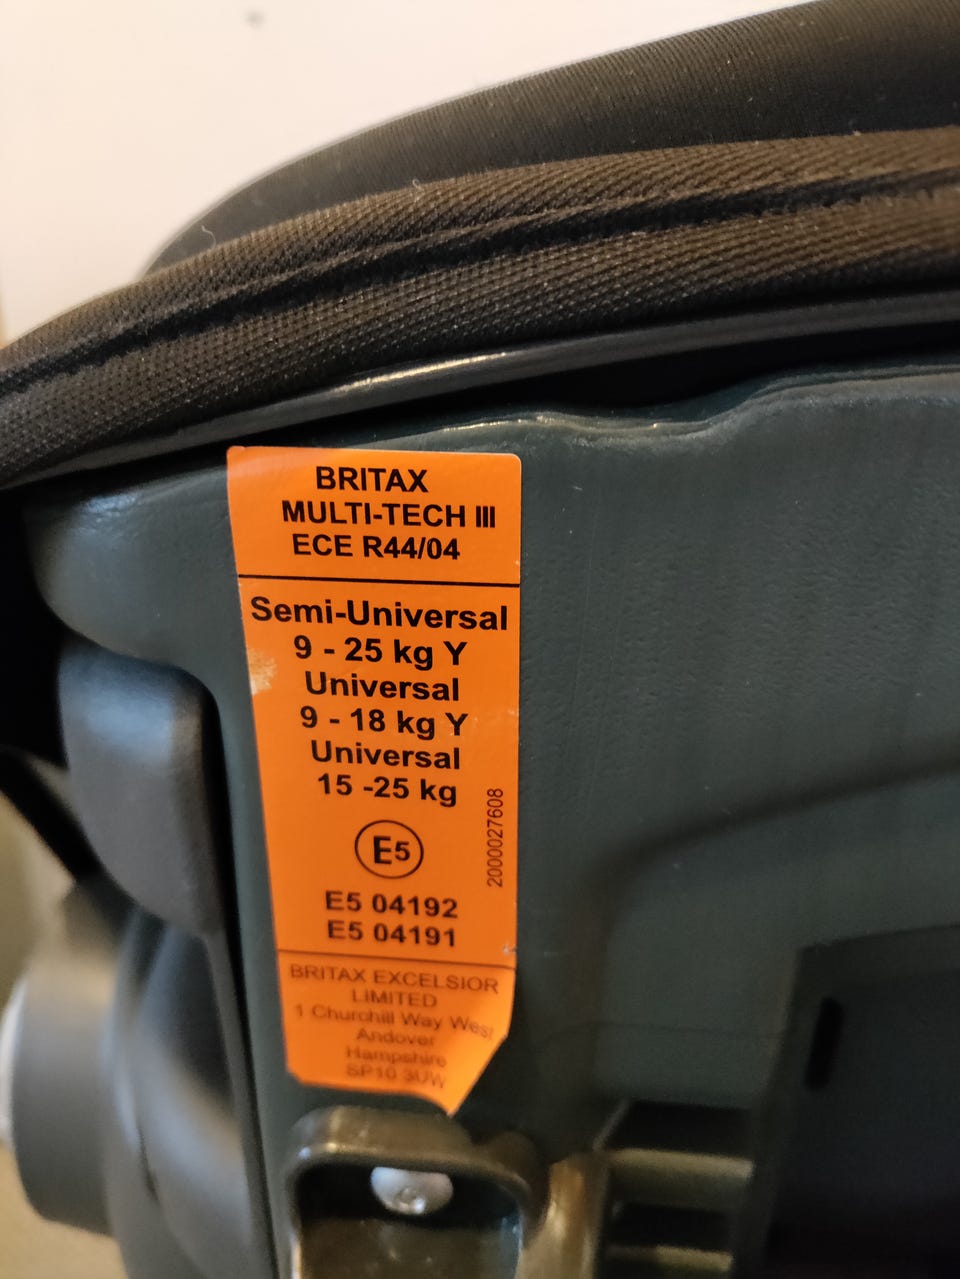 BRITAX
MULTI-TECH III
ECE R44/04
Semi-Universal
9 - 25 kg Y
Universal
9 - 18 kg Y
Universal
15 -25 kg
E5
2000027608
E5 04192
E5 04191
BRITAX EXCELSIOR
LIMITED
1 Churchill Way West
Andover
Hampshire
SP10 3UW